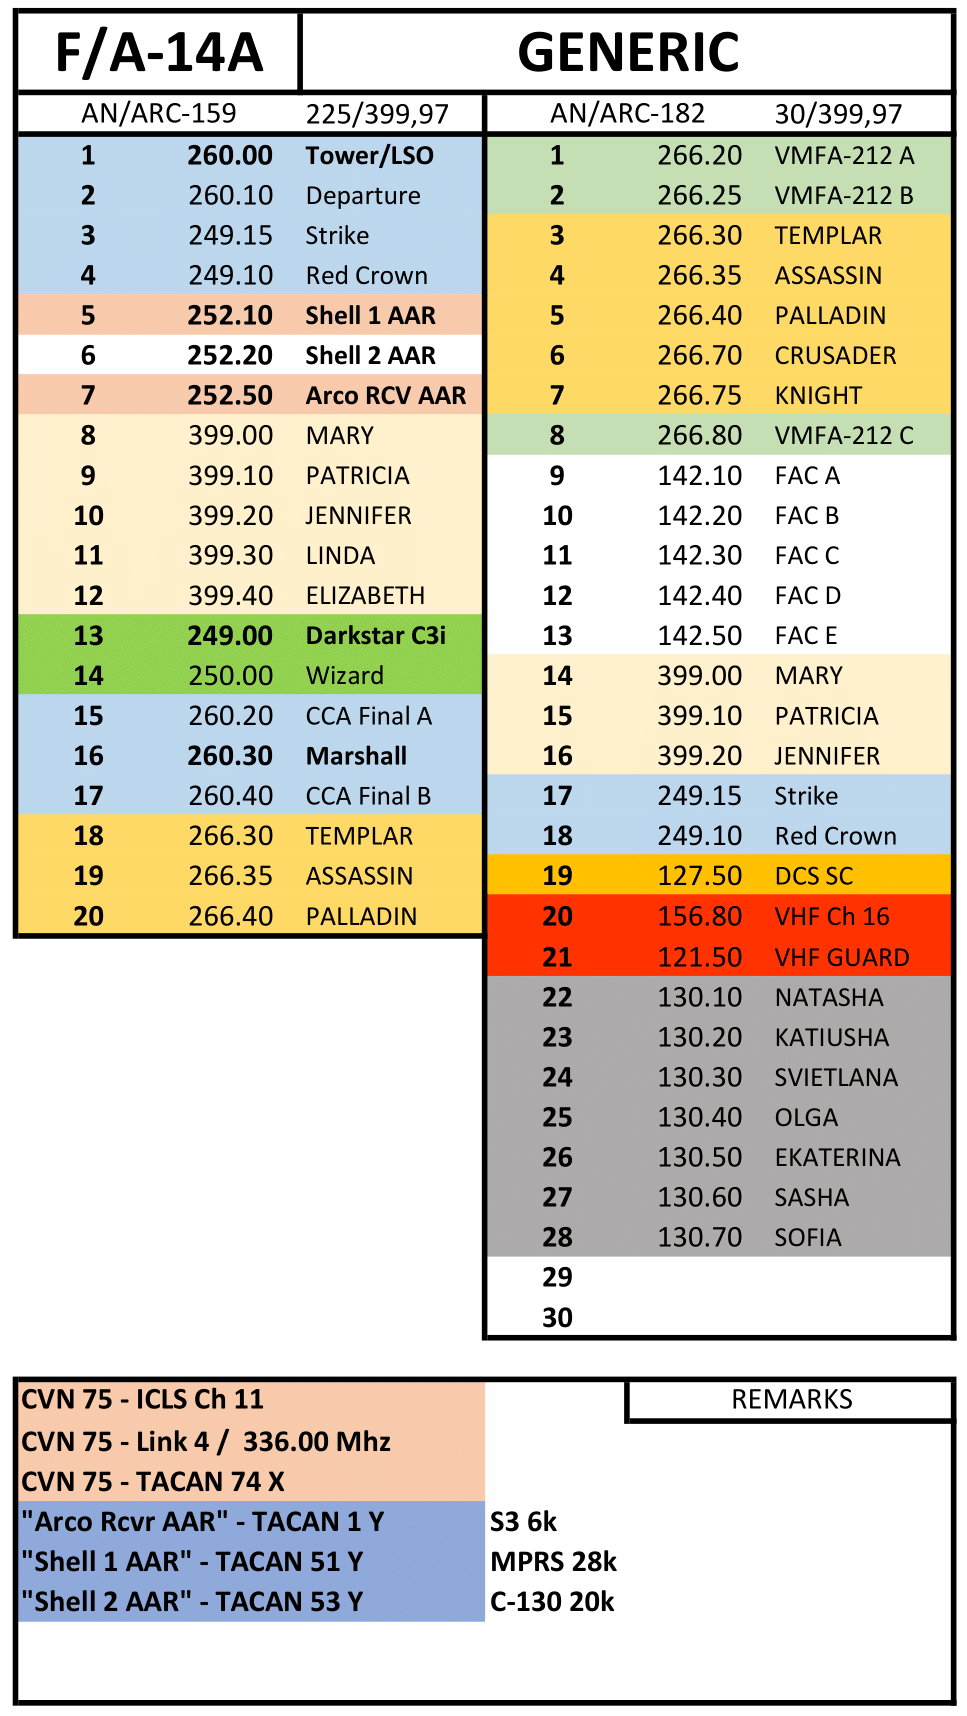 F/A-14A GENERIC
AN/ARC-159 225/399,97 AN/ARC-182 30/399,97
1 260.00 Tower/LSO 1 266.20 VMFA-212 A
2 260.10 Departure 2 266.25 VMFA-212 B
3 249.15 Strike 3 266.30 TEMPLAR
4 249.10 Red Crown 4 266.35 ASSASSIN
5 252.10 Shell 1 AAR 5 266.40 PALLADIN
6 252.20 Shell 2 AAR 6 266.70 CRUSADER
7 252.50 Arco RCV AAR 7 266.75 KNIGHT
8 399.00 MARY 8 266.80 VMFA-212 C
9 399.10 PATRICIA 9 142.10 FAC A
10 399.20 JENNIFER 10 142.20 FAC B
11 399.30 LINDA 11 142.30 FAC C
12 399.40 ELIZABETH 12 142.40 FAC D
13 249.00 Darkstar C3i 13 142.50 FAC E
14 250.00 Wizard 14 399.00 MARY
15 260.20 CCA Final A 15 399.10 PATRICIA
16 260.30 Marshall 16 399.20 JENNIFER
17 260.40 CCA Final B 17 249.15 Strike
18 266.30 TEMPLAR 18 249.10 Red Crown
19 266.35 ASSASSIN 19 127.50 DCS SC
20 266.40 PALLADIN 20 156.80 VHF Ch 16
21 121.50 VHF GUARD
22 130.10 NATASHA
23 130.20 KATIUSHA
24 130.30 SVIETLANA
25 130.40 OLGA
26 130.50 EKATERINA
27 130.60 SASHA
28 130.70 SOFIA
29
30
CVN 75 - ICLS Ch 11 REMARKS
CVN 75 - Link 4 / 336.00 Mhz
CVN 75 - TACAN 74 X
"Arco Rcvr AAR" - TACAN 1 Y S3 6k
"Shell 1 AAR" - TACAN 51 Y MPRS 28k
"Shell 2 AAR" - TACAN 53 Y C-130 20k